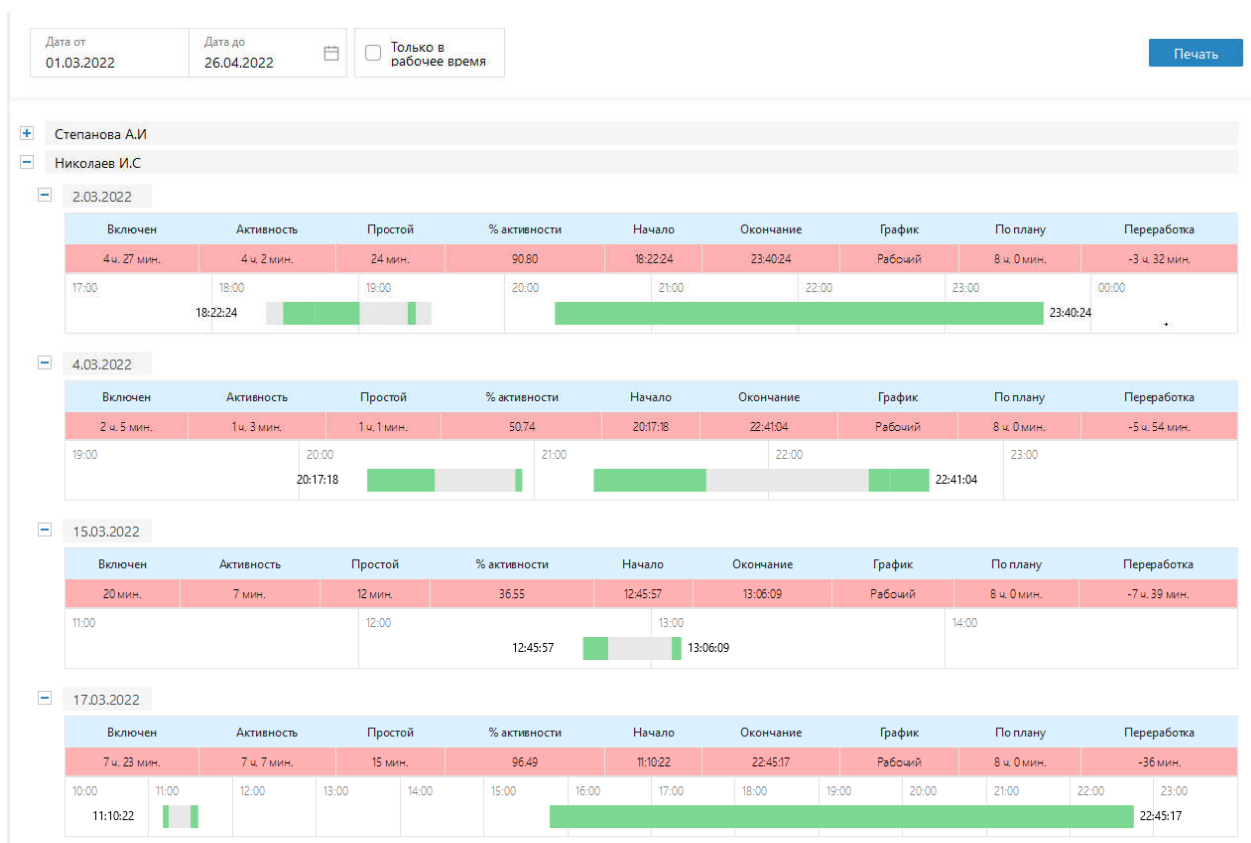 Дата от
Дата до
Только в
01.03.2022
26.04.2022
рабочее время
Печать
Степанова А.И
Николаев И.С
2.03.2022
Включен Активность Простой % активности Начало Окончание График По плану Переработка
4 ч. 27 мин. 4 ч. 2 мин. 24 мин. 90.80 18:22:24 23:40:24 Рабочий 8 ч. 0 мин. -3 ч. 32 мин.
17:00 18:00 19:00 20:00 21:00 22:00 23:00 00:00
18:22:24 23:40:24
4.03.2022
Включен Активность Простой % активности Начало Окончание График По плану Переработка
2 ч. 5 мин. 1 ч. 3 мин. 1 ч. 1 мин. 50.74 20:17:18 22:41:04 Рабочий 8 ч. 0 мин. -5 ч. 54 мин.
19:00 20:00 21:00 22:00 23:00
20:17:18 22:41:04
15.03.2022
Включен Активность Простой % активности Начало Окончание График По плану Переработка
20 мин. 7 мин. 12 мин. 36.55 12:45:57 13:06:09 Рабочий 8 ч. 0 мин. -7 ч. 39 мин.
11:00 12:00 13:00 14:00
12:45:57 13:06:09
17.03.2022
Включен Активность Простой % активности Начало Окончание График По плану Переработка
7 ч. 23 мин. 7 ч. 7 мин. 15 мин. 96.49 11:10:22 22:45:17 Рабочий 8 ч. 0 мин. -36 мин.
10:00 11:00 12:00 13:00 14:00 15:00 16:00 17:00 18:00 19:00 20:00 21:00 22:00 23:00
11:10:22 22:45:17